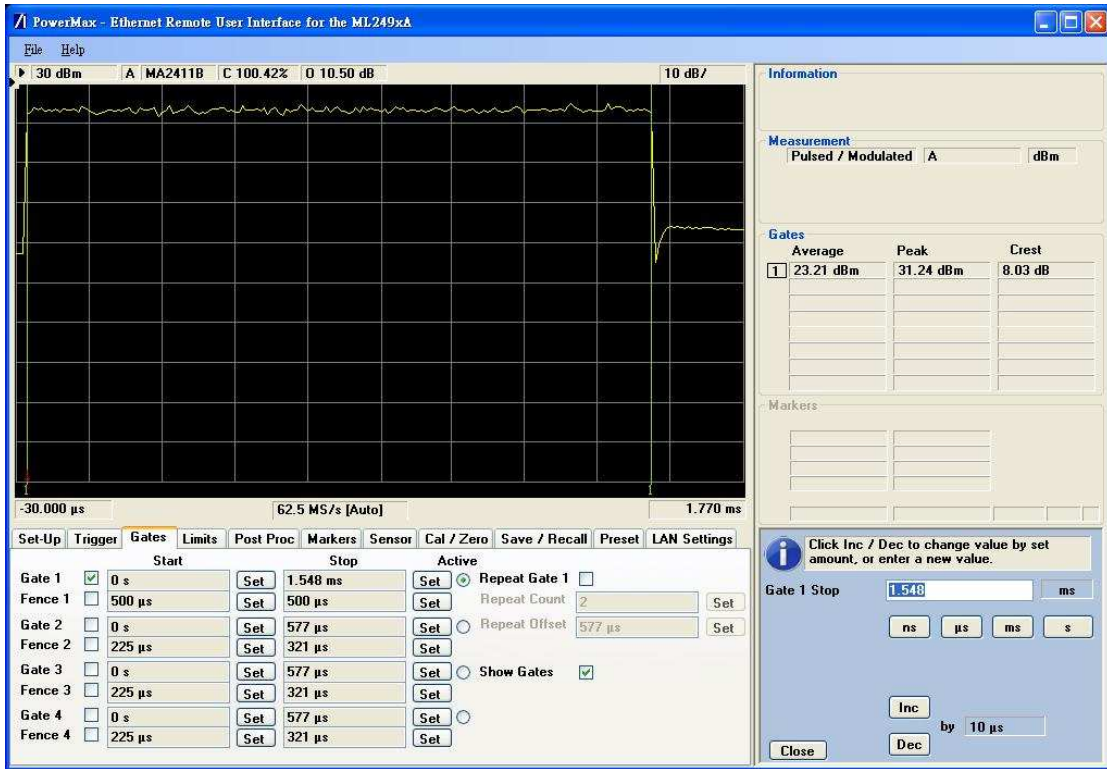 PowerMax - Ethernet Remote User Interface for the ML249xA
File Help
30 dBm A MA2411B C 100.42% O 10.50 dB 10 dB/
1 1
-30.000 µs 62.5 MS/s [Auto] 1.770 ms
Information
Measurement
Pulsed / Modulated A dBm
Gates
Average Peak Crest
1 23.21 dBm 31.24 dBm 8.03 dB
Markers
Set-Up Trigger Gates Limits Post Proc Markers Sensor Cal / Zero Save / Recall Preset LAN Settings
Start Stop Active
Gate 1 0 s Set 1.548 ms Set Repeat Gate 1
Fence 1 500 µs Set 500 µs Set Repeat Count 2 Set
Gate 2 0 s Set 577 µs Set Repeat Offset 577 µs Set
Fence 2 225 µs Set 321 µs Set
Gate 3 0 s Set 577 µs Set Show Gates
Fence 3 225 µs Set 321 µs Set
Gate 4 0 s Set 577 µs Set
Fence 4 225 µs Set 321 µs Set
Click Inc / Dec to change value by set
amount, or enter a new value.
Gate 1 Stop 1.548 ms
ns µs ms s
Inc
by 10 µs
Close Dec